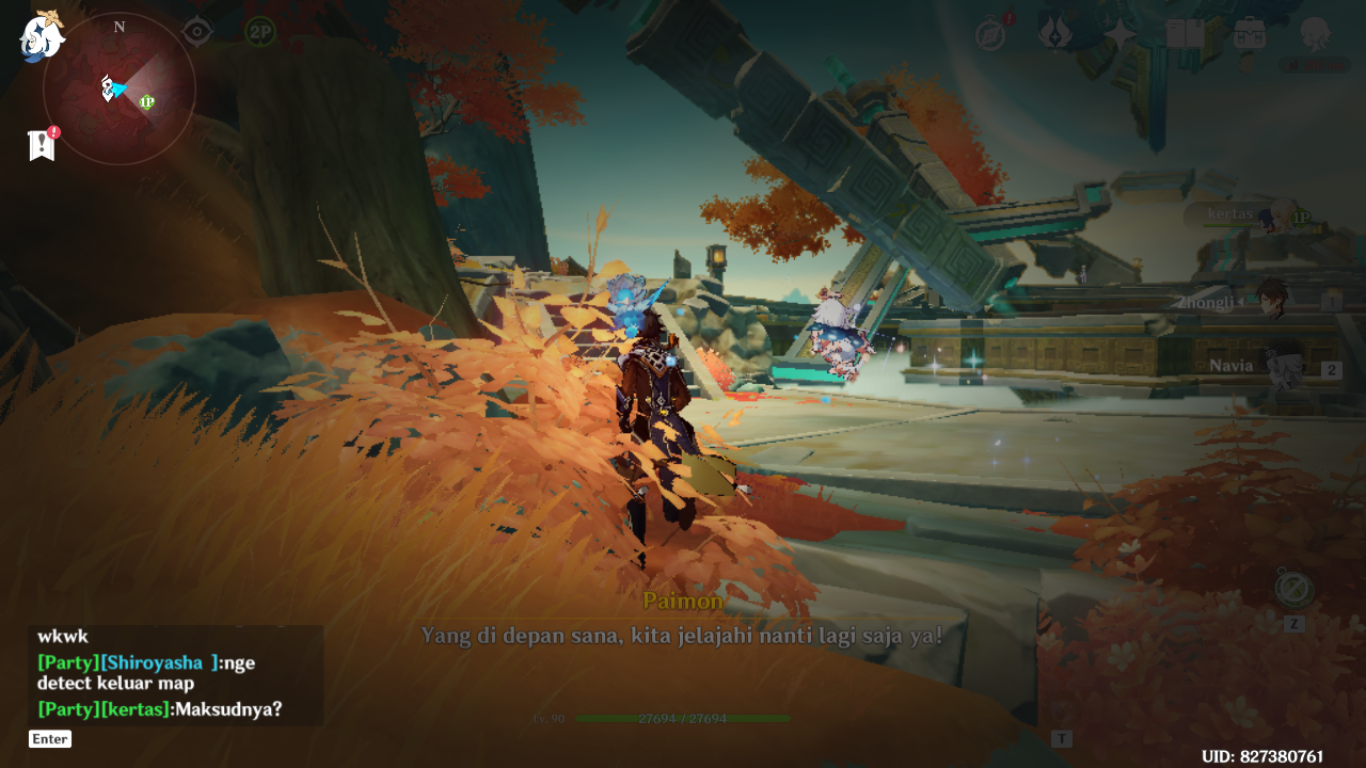 N
2P
1P
kertas
1P
Zhongli
1
Navia
2
Z
Paimon
Yang di depan sana, kita jelajahi nanti lagi saja ya!
wkwk
[Party][Shiroyasha ]:nge
detect keluar map
[Party][kertas]:Maksudnya?
Enter
Lv. 90
27694 / 27694
T
UID: 827380761